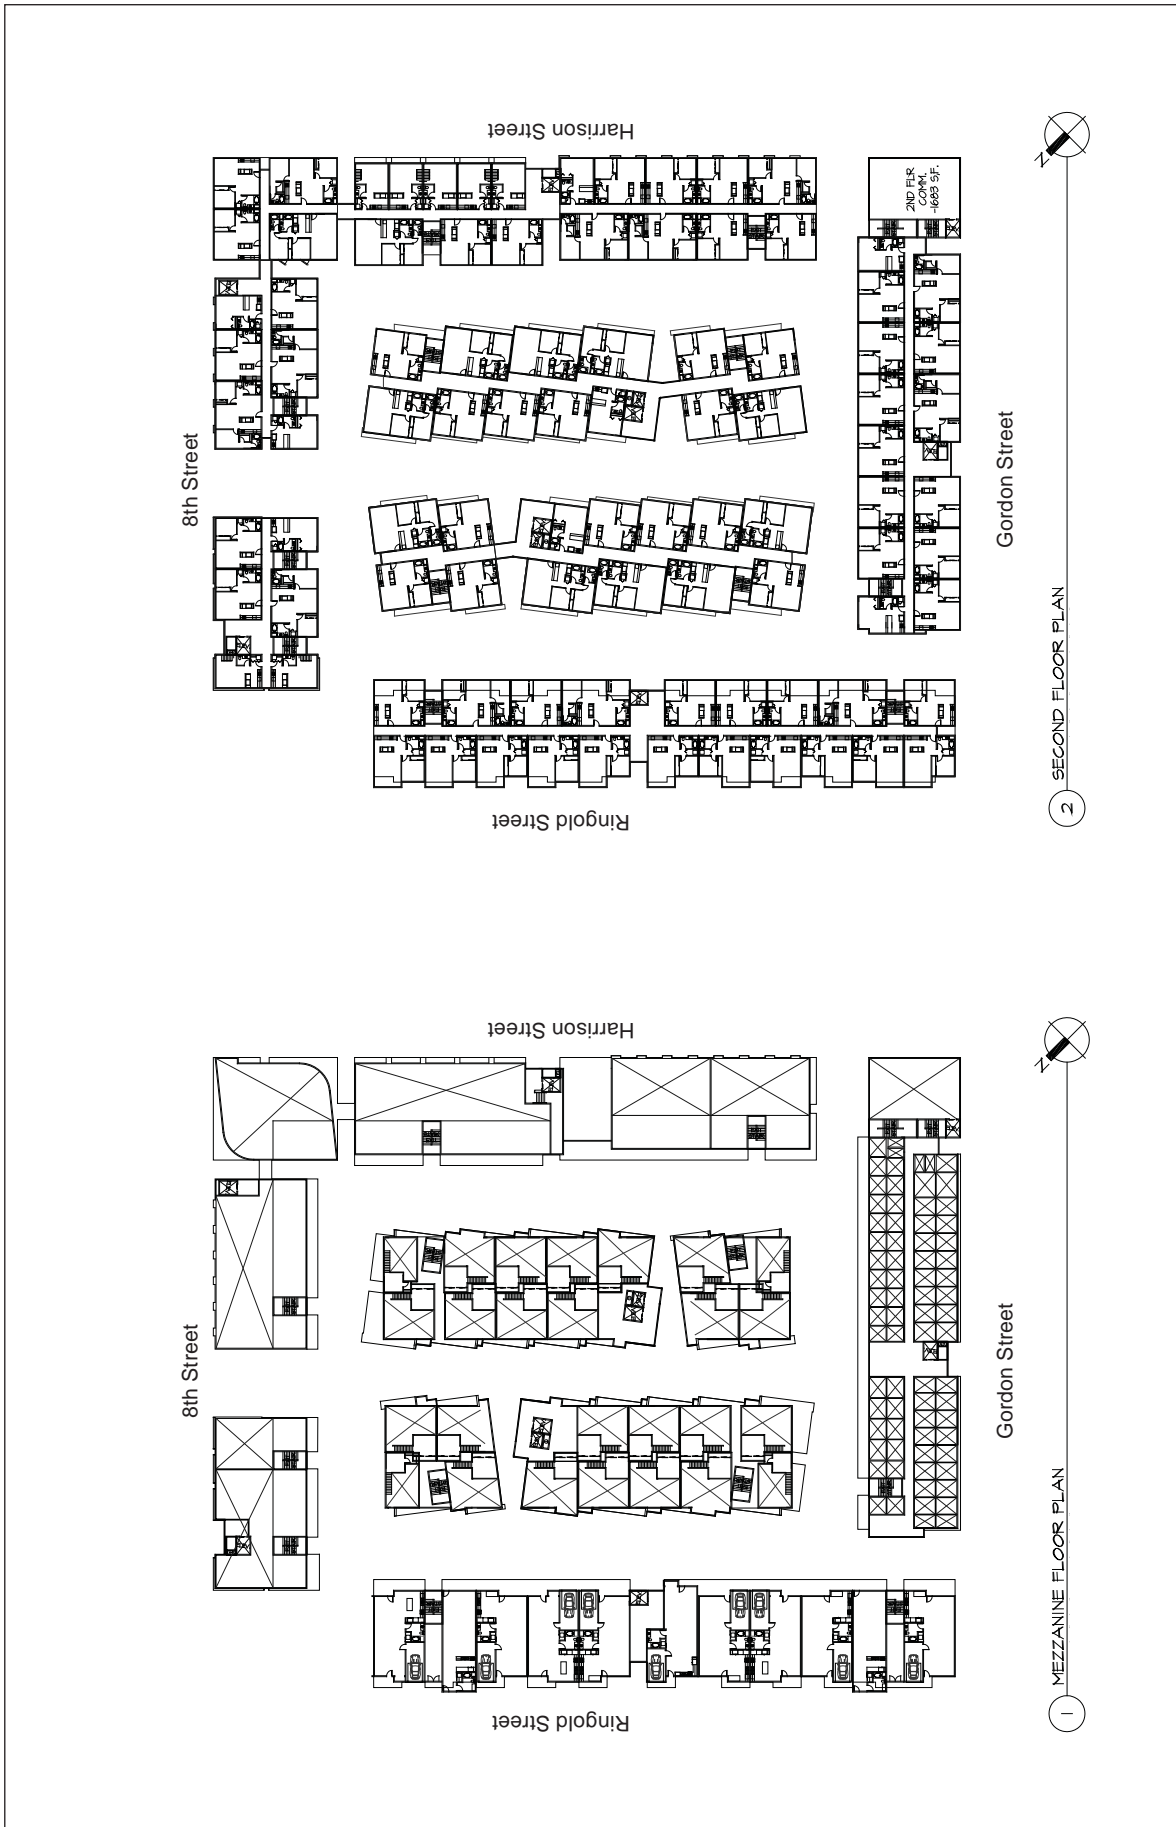 Harrison Street
N
2ND FLR
COMM.
-1683 S.F.
8th Street
Gordon Street
Ringold Street
2
SECOND FLOOR PLAN
Harrison Street
N
8th Street
Gordon Street
Ringold Street
1
MEZZANINE FLOOR PLAN